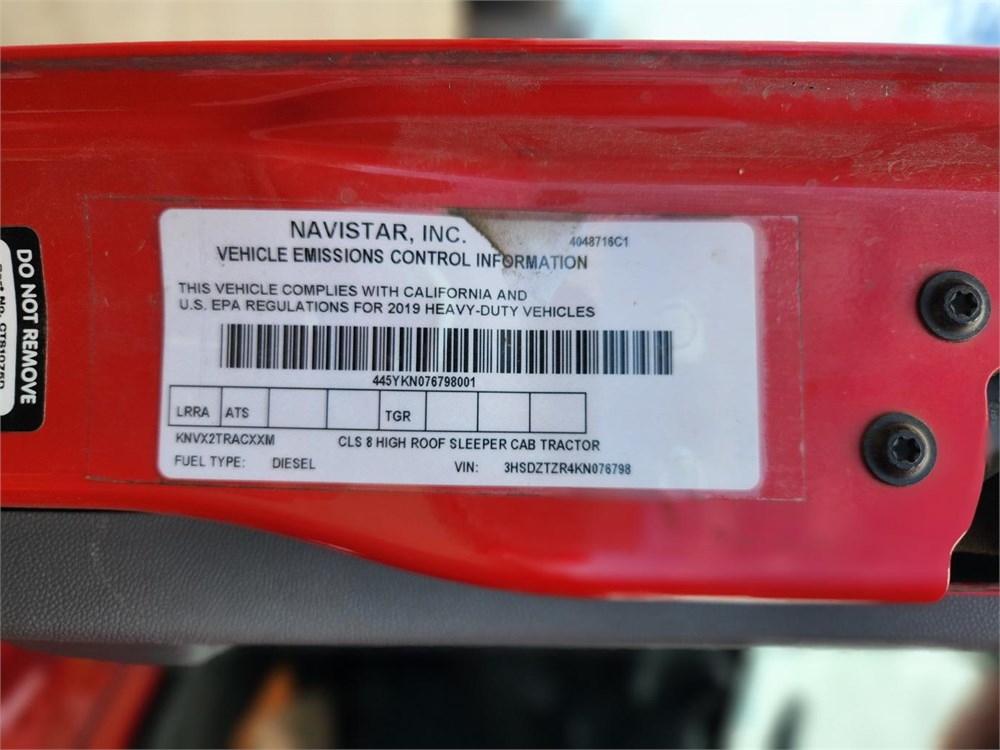 NAVISTAR, INC.
4048716C1
VEHICLE EMISSIONS CONTROL INFORMATION
THIS VEHICLE COMPLIES WITH CALIFORNIA AND
U.S. EPA REGULATIONS FOR 2019 HEAVY-DUTY VEHICLES
445YKN076798001
LRRA ATS TGR
KNVX2TRACXXM CLS 8 HIGH ROOF SLEEPER CAB TRACTOR
FUEL TYPE: DIESEL VIN: 3HSDZTZR4KN076798
DO NOT REMOVE
Part No.